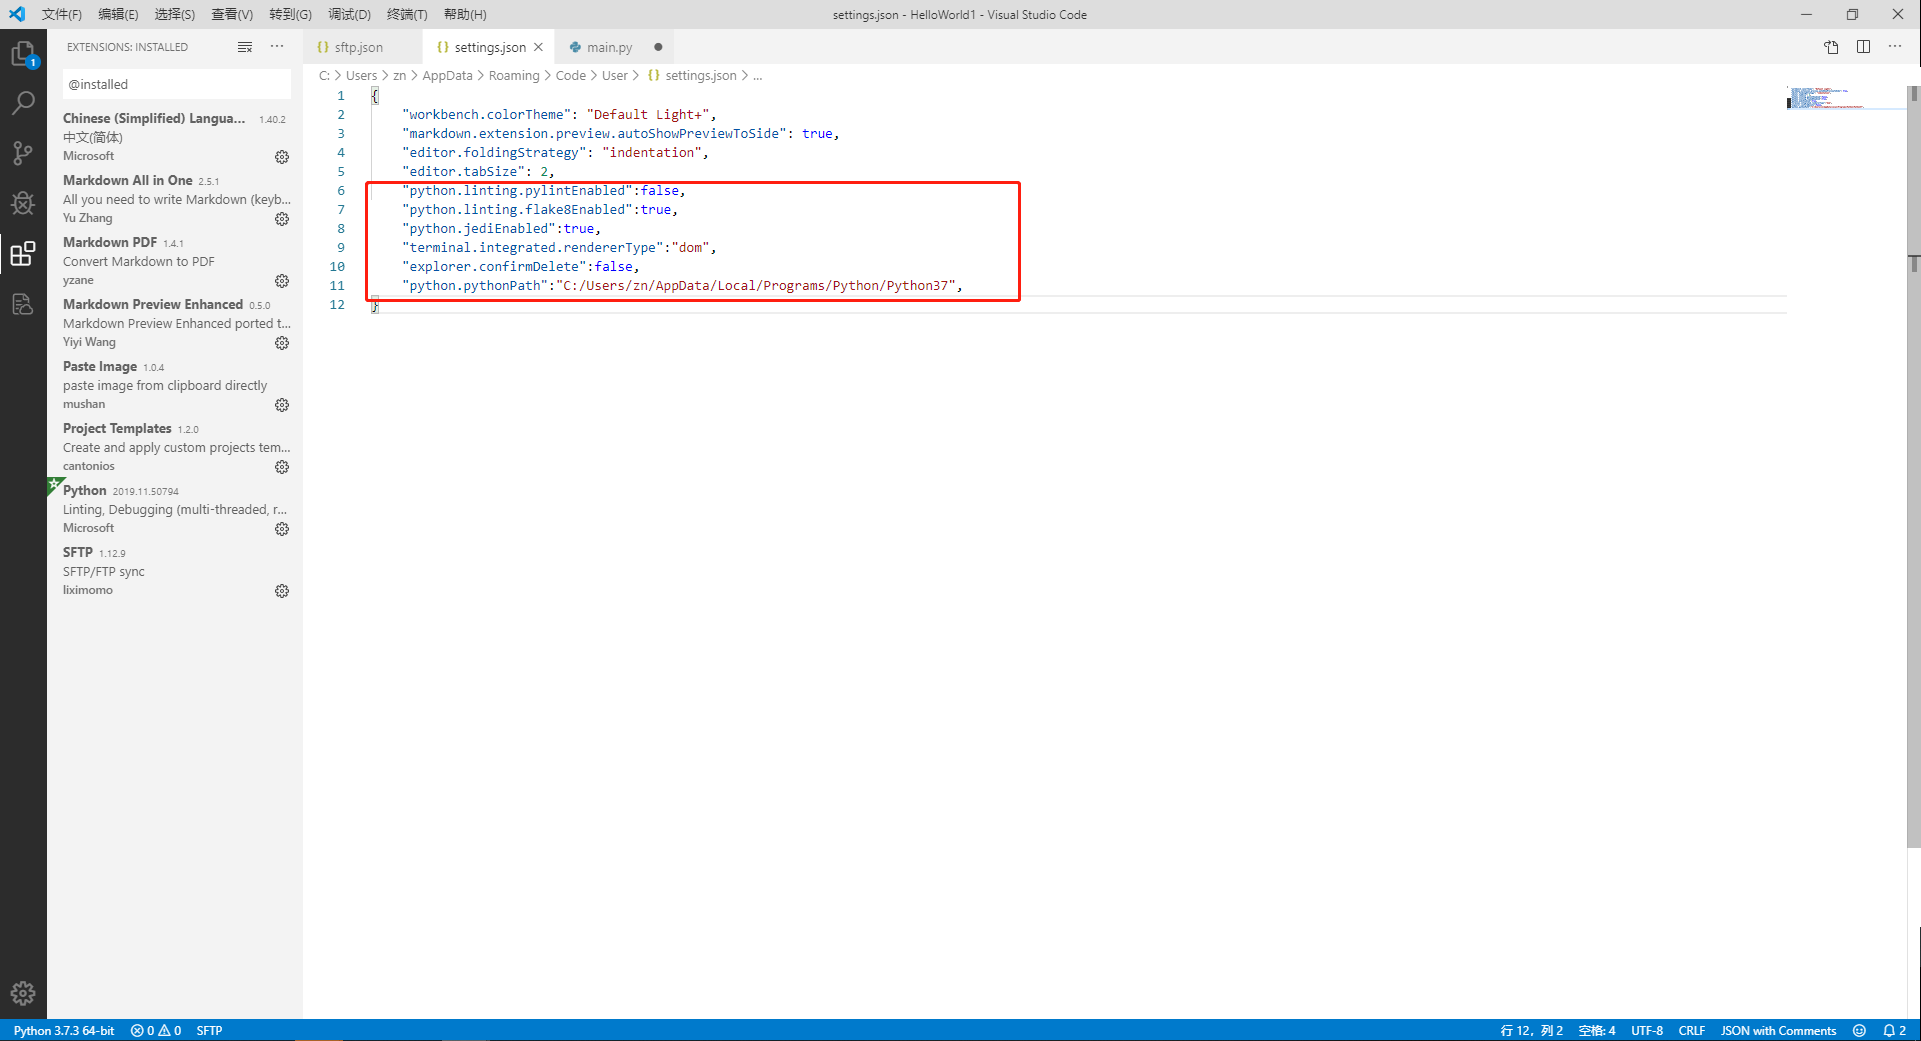 文件(F) 编辑(E) 选择(S) 查看(V) 转到(G) 调试(D) 终端(T) 帮助(H) settings.json - HelloWorld1 - Visual Studio Code
EXTENSIONS: INSTALLED
sftp.json settings.json main.py
@installed
C: > Users > zn > AppData > Roaming > Code > User > {} settings.json > ...
1 {
2 "workbench.colorTheme": "Default Light+",
3 "markdown.extension.preview.autoShowPreviewToSide": true,
4 "editor.foldingStrategy": "indentation",
5 "editor.tabSize": 2,
6 "python.linting.pylintEnabled":false,
7 "python.linting.flake8Enabled":true,
8 "python.jediEnabled":true,
9 "terminal.integrated.rendererType":"dom",
10 "explorer.confirmDelete":false,
11 "python.pythonPath":"C:/Users/zn/AppData/Local/Programs/Python/Python37",
12 }
1
Chinese (Simplified) Langua... 1.40.2
中文(简体)
Microsoft
Markdown All in One 2.5.1
All you need to write Markdown (keyb...
Yu Zhang
Markdown PDF 1.4.1
Convert Markdown to PDF
yzane
Markdown Preview Enhanced 0.5.0
Markdown Preview Enhanced ported t...
Yiyi Wang
Paste Image 1.0.4
paste image from clipboard directly
mushan
Project Templates 1.2.0
Create and apply custom projects tem...
cantonios
Python 2019.11.50794
Linting, Debugging (multi-threaded, r...
Microsoft
SFTP 1.12.9
SFTP/FTP sync
liximomo
Python 3.7.3 64-bit 0 0 SFTP 行 12，列 2 空格: 4 UTF-8 CRLF JSON with Comments 2